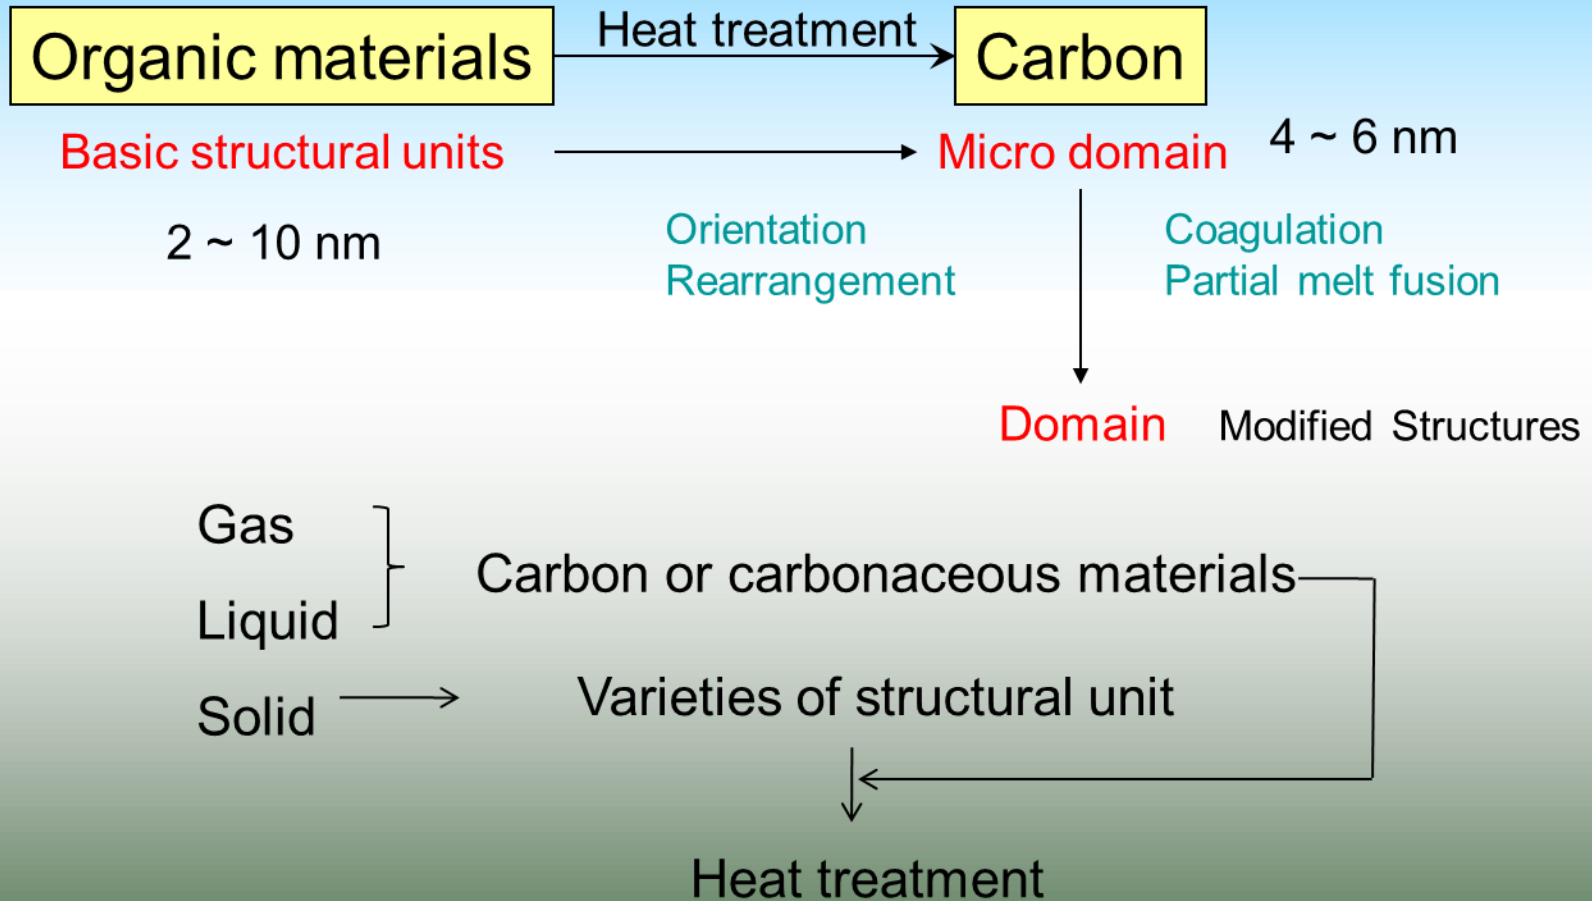 Organic materials
Heat treatment
Carbon
Basic structural units
Micro domain
4 ~ 6 nm
2 ~ 10 nm
Orientation
Rearrangement
Coagulation
Partial melt fusion
Domain
Modified Structures
Gas
Liquid
Carbon or carbonaceous materials
Solid
Varieties of structural unit
Heat treatment